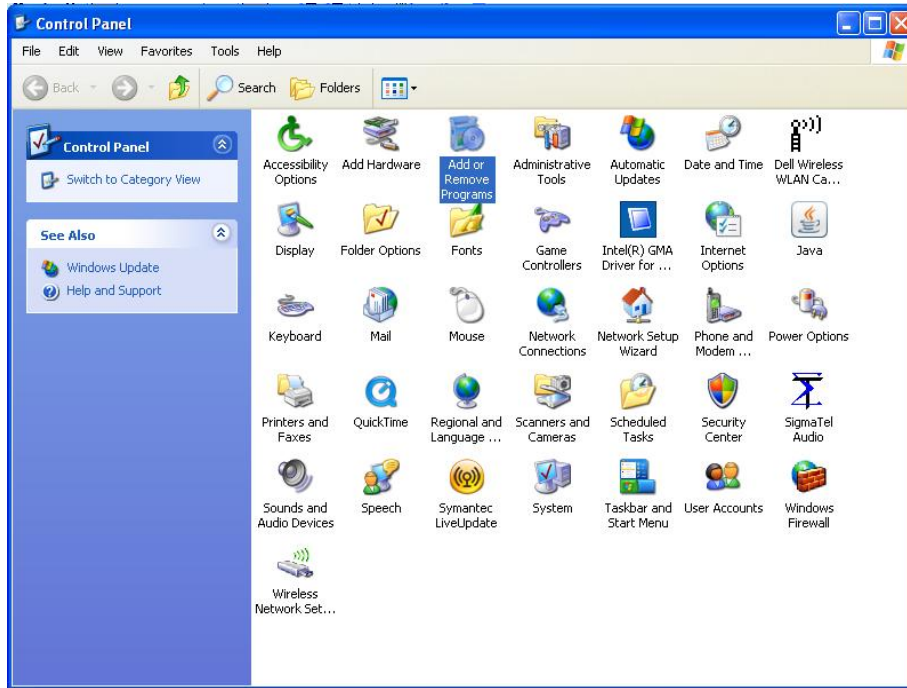 Control Panel
File Edit View Favorites Tools Help
Back Search Folders
Control Panel
Switch to Category View
See Also
Windows Update
Help and Support
Accessibility Options
Add Hardware
Add or Remove Programs
Administrative Tools
Automatic Updates
Date and Time
Dell Wireless WLAN Ca...
Display
Folder Options
Fonts
Game Controllers
Intel(R) GMA Driver for ...
Internet Options
Java
Keyboard
Mail
Mouse
Network Connections
Network Setup Wizard
Phone and Modem ...
Power Options
Printers and Faxes
QuickTime
Regional and Language ...
Scanners and Cameras
Scheduled Tasks
Security Center
SigmaTel Audio
Sounds and Audio Devices
Speech
Symantec LiveUpdate
System
Taskbar and Start Menu
User Accounts
Windows Firewall
Wireless Network Set...